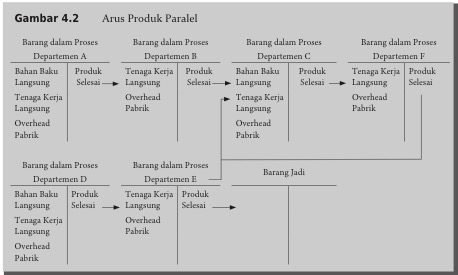 Gambar 4.2 Arus Produk Paralel
Barang dalam Proses
Departemen A
Bahan Baku
Langsung
Tenaga Kerja
Langsung
Overhead
Pabrik
Produk
Selesai
Barang dalam Proses
Departemen B
Tenaga Kerja
Langsung
Overhead
Pabrik
Produk
Selesai
Barang dalam Proses
Departemen C
Bahan Baku
Langsung
Tenaga Kerja
Langsung
Overhead
Pabrik
Produk
Selesai
Barang dalam Proses
Departemen F
Tenaga Kerja
Langsung
Overhead
Pabrik
Produk
Selesai
Barang dalam Proses
Departemen D
Bahan Baku
Langsung
Tenaga Kerja
Langsung
Overhead
Pabrik
Produk
Selesai
Barang dalam Proses
Departemen E
Tenaga Kerja
Langsung
Overhead
Pabrik
Produk
Selesai
Barang Jadi